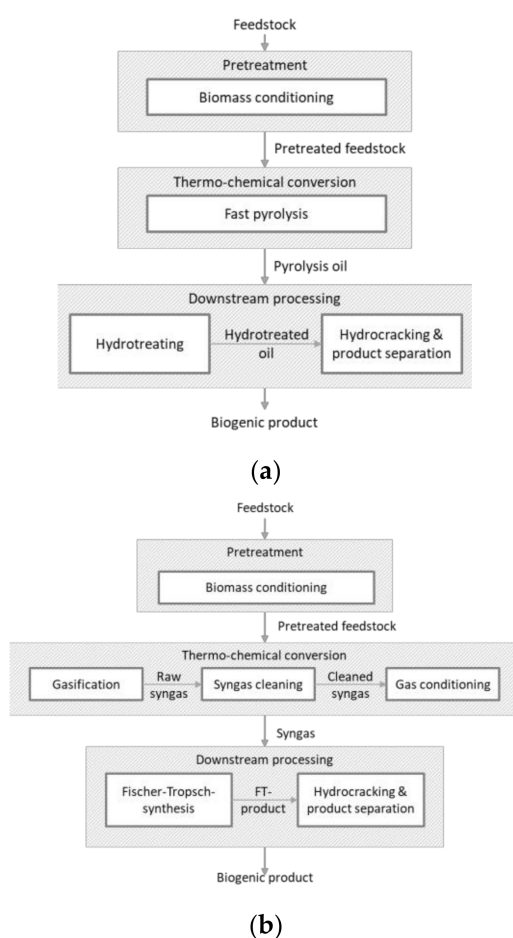 Feedstock
Pretreatment
Biomass conditioning
Pretreated feedstock
Thermo-chemical conversion
Fast pyrolysis
Pyrolysis oil
Downstream processing
Hydrotreating
Hydrotreated
oil
Hydrocracking &
product separation
Biogenic product
(a)
Feedstock
Pretreatment
Biomass conditioning
Pretreated feedstock
Thermo-chemical conversion
Gasification
Raw
syngas
Syngas cleaning
Cleaned
syngas
Gas conditioning
Syngas
Downstream processing
Fischer-Tropsch-
synthesis
FT-
product
Hydrocracking &
product separation
Biogenic product
(b)